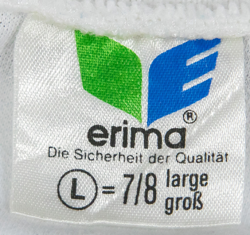 erima®
Die Sicherheit der Qualität
L = 7/8 large
groß